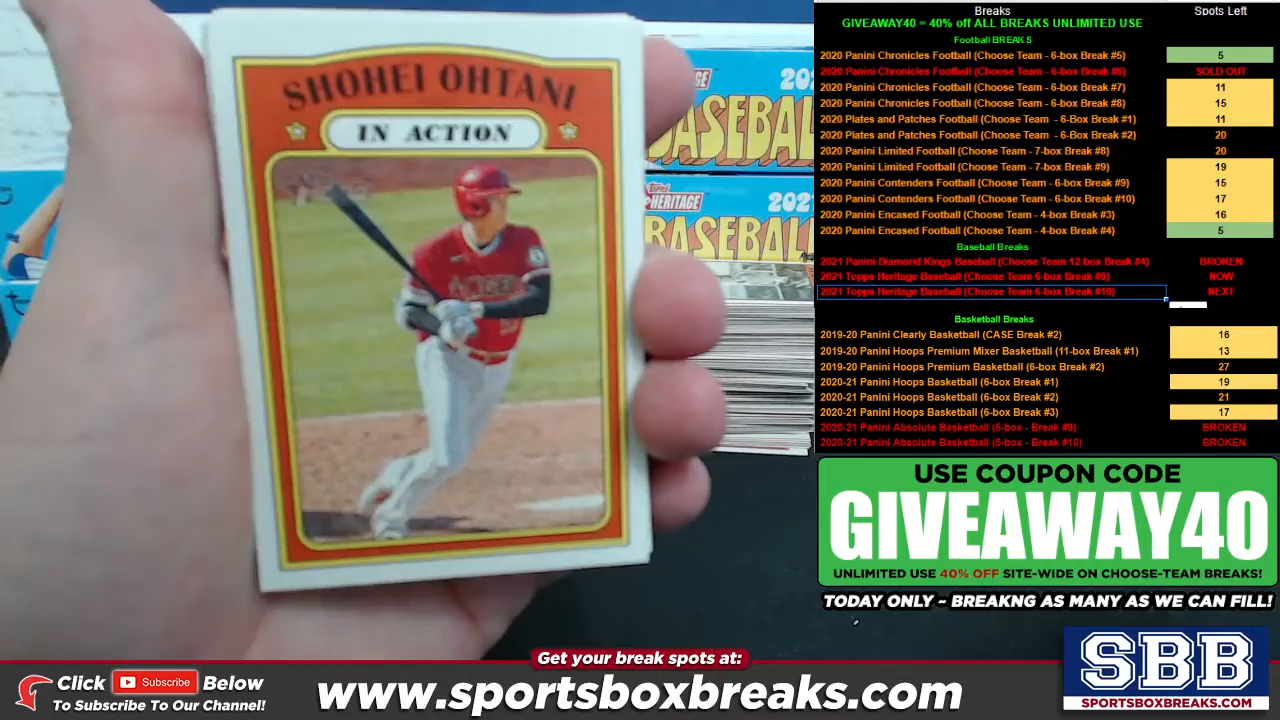 SHOHEI OHTANI
IN ACTION
BASEBALL
Topps
HERITAGE
202
BASEBALL
Breaks Spots Left
GIVEAWAY40 = 40% off ALL BREAKS UNLIMITED USE
Football BREAKS
2020 Panini Chronicles Football (Choose Team - 6-box Break #5) 5
2020 Panini Chronicles Football (Choose Team - 6-box Break #6) SOLD OUT
2020 Panini Chronicles Football (Choose Team - 6-box Break #7) 11
2020 Panini Chronicles Football (Choose Team - 6-box Break #8) 15
2020 Plates and Patches Football (Choose Team - 6-Box Break #1) 11
2020 Plates and Patches Football (Choose Team - 6-Box Break #2) 20
2020 Panini Limited Football (Choose Team - 7-box Break #8) 20
2020 Panini Limited Football (Choose Team - 7-box Break #9) 19
2020 Panini Contenders Football (Choose Team - 6-box Break #9) 15
2020 Panini Contenders Football (Choose Team - 6-box Break #10) 17
2020 Panini Encased Football (Choose Team - 4-box Break #3) 16
2020 Panini Encased Football (Choose Team - 4-box Break #4) 5
Baseball Breaks
2021 Panini Diamond Kings Baseball (Choose Team 12-box Break #4) BROKEN
2021 Topps Heritage Baseball (Choose Team 6-box Break #9) NOW
2021 Topps Heritage Baseball (Choose Team 6-box Break #10) NEXT
Basketball Breaks
2019-20 Panini Clearly Basketball (CASE Break #2) 16
2019-20 Panini Hoops Premium Mixer Basketball (11-box Break #1) 13
2019-20 Panini Hoops Premium Basketball (6-box Break #2) 27
2020-21 Panini Hoops Basketball (6-box Break #1) 19
2020-21 Panini Hoops Basketball (6-box Break #2) 21
2020-21 Panini Hoops Basketball (6-box Break #3) 17
2020-21 Panini Absolute Basketball (5-box - Break #9) BROKEN
2020-21 Panini Absolute Basketball (5-box - Break #10) BROKEN
USE COUPON CODE
GIVEAWAY40
UNLIMITED USE 40% OFF SITE-WIDE ON CHOOSE-TEAM BREAKS!
TODAY ONLY ~ BREAKNG AS MANY AS WE CAN FILL!
Get your break spots at:
Click Subscribe Below
To Subscribe To Our Channel!
www.sportsboxbreaks.com
SBB
SPORTSBOXBREAKS.COM